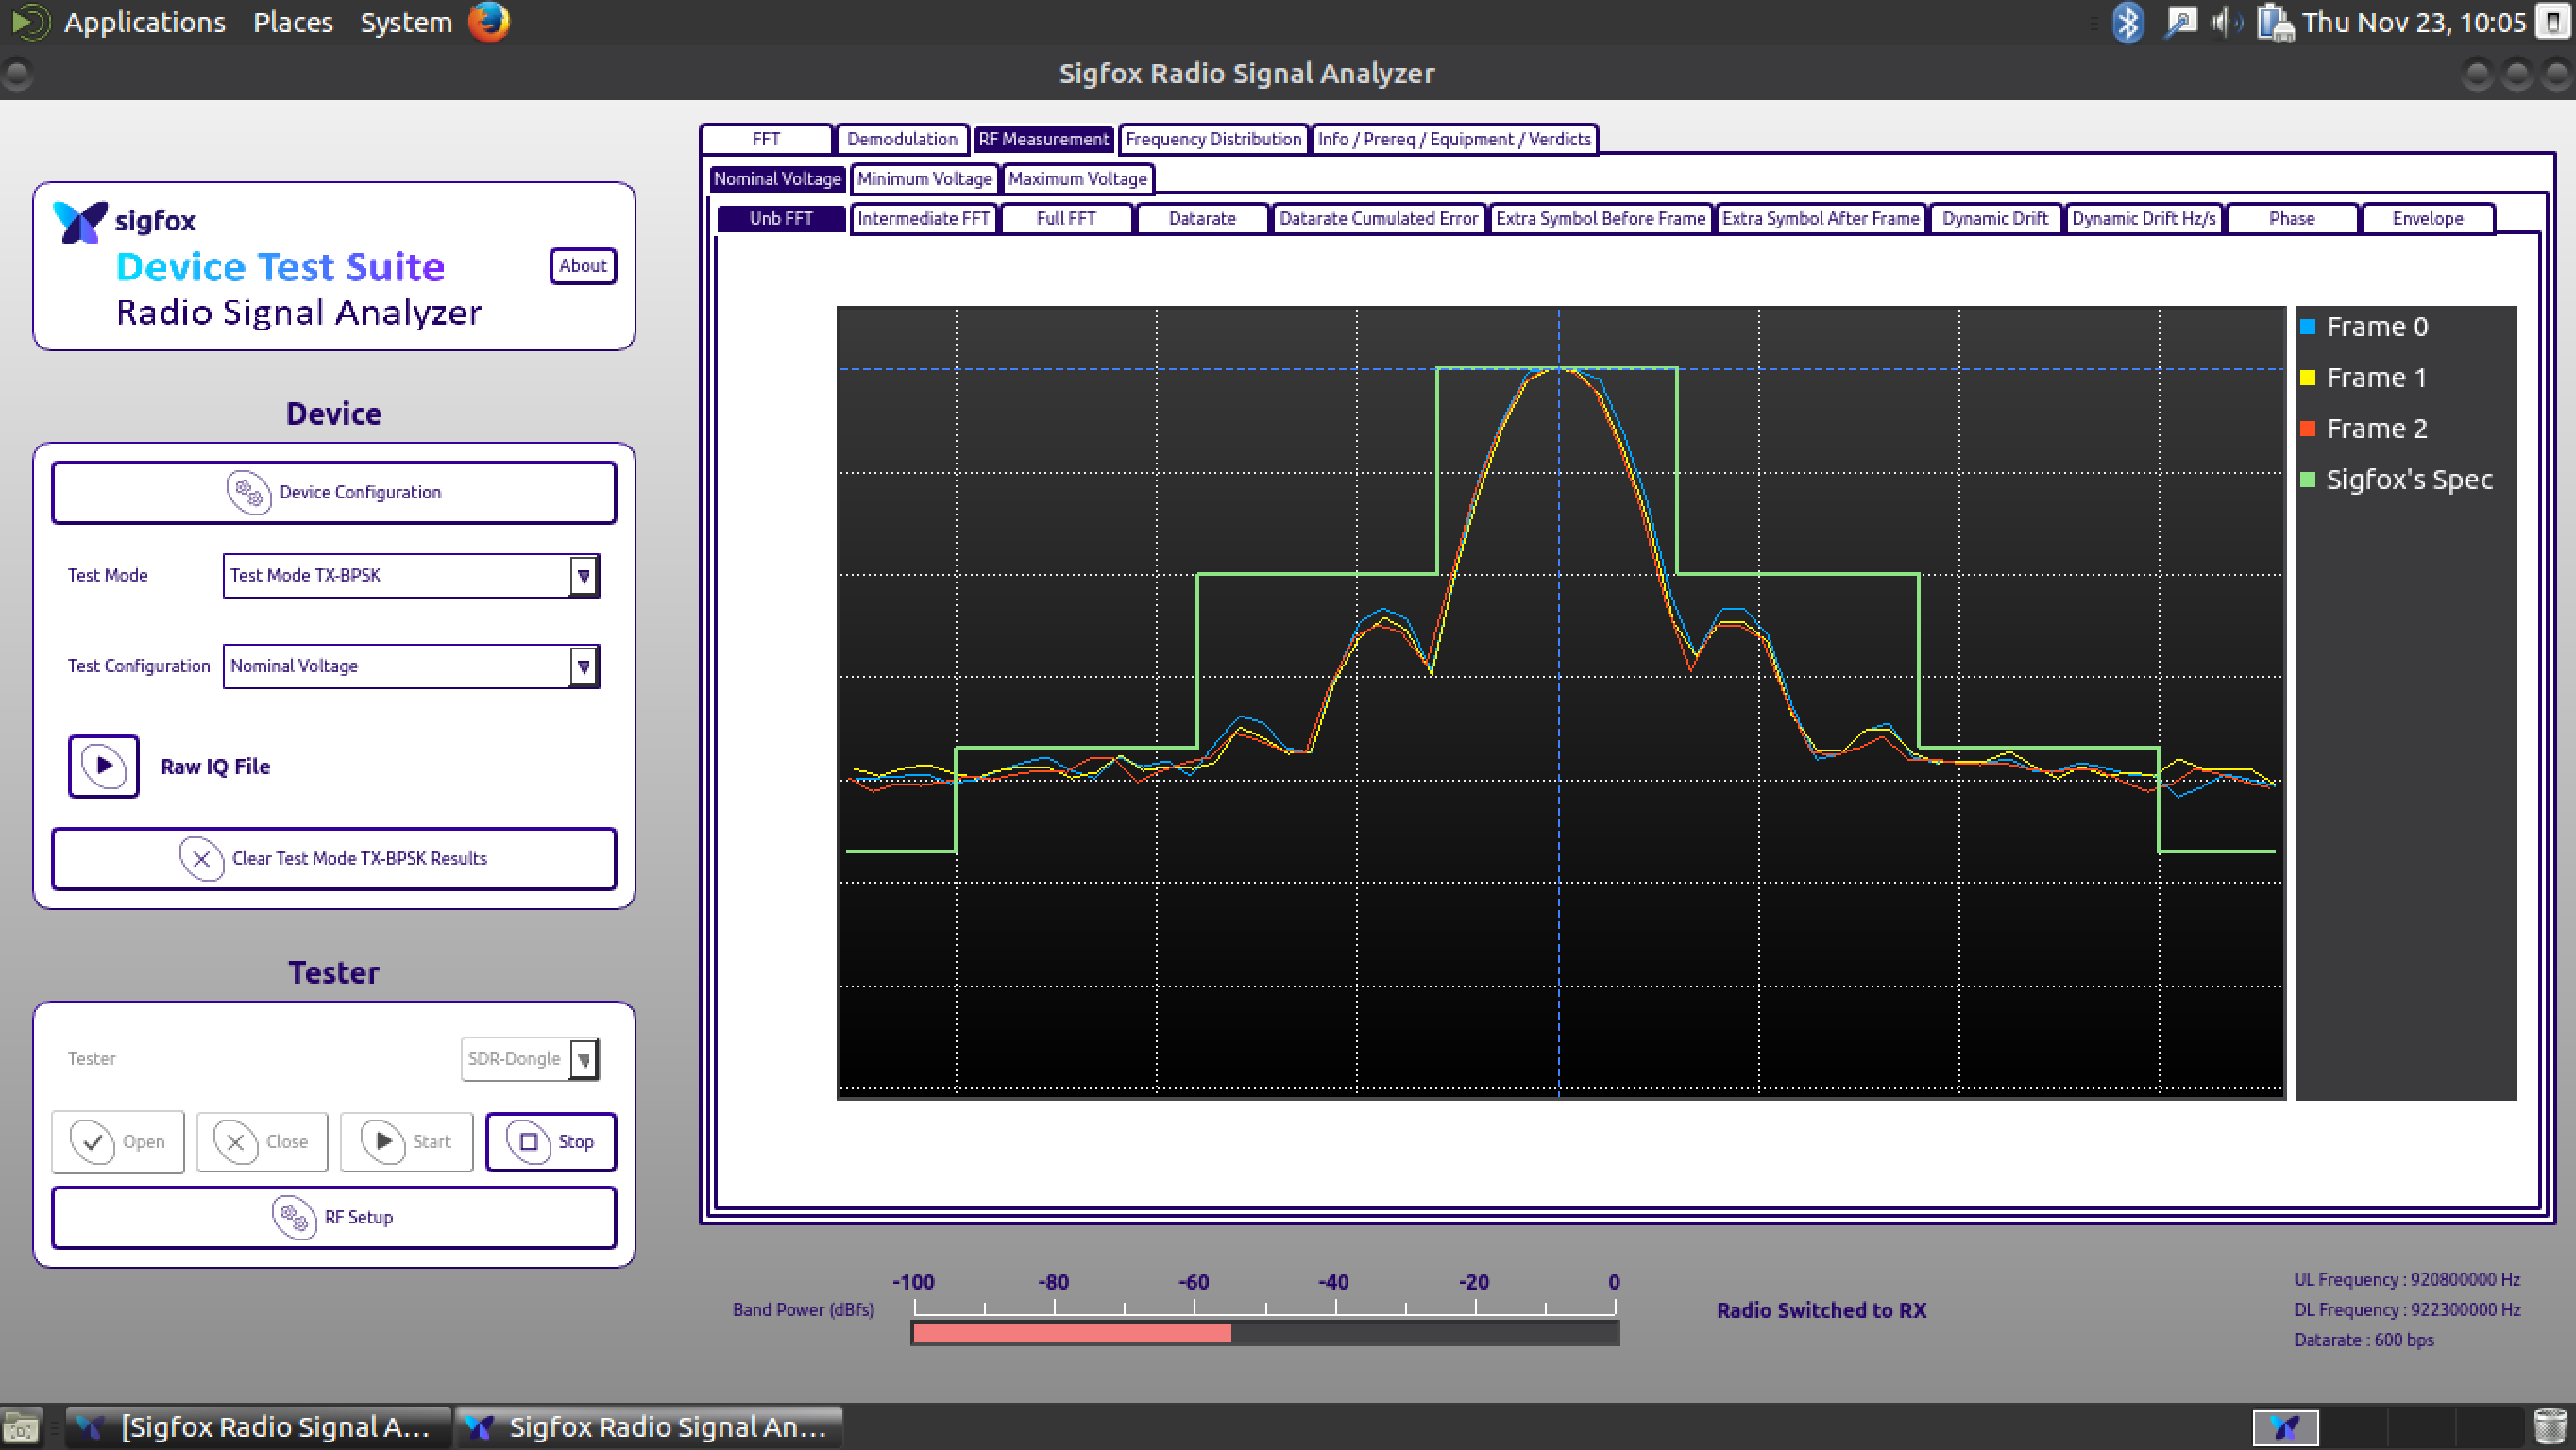 Applications Places System
Thu Nov 23, 10:05
Sigfox Radio Signal Analyzer
sigfox
Device Test Suite
Radio Signal Analyzer
About
Device
Device Configuration
Test Mode
Test Mode TX-BPSK
Test Configuration
Nominal Voltage
Raw IQ File
Clear Test Mode TX-BPSK Results
Tester
Tester
SDR-Dongle
Open
Close
Start
Stop
RF Setup
FFT
Demodulation
RF Measurement
Frequency Distribution
Info / Prereq / Equipment / Verdicts
Nominal Voltage
Minimum Voltage
Maximum Voltage
Unb FFT
Intermediate FFT
Full FFT
Datarate
Datarate Cumulated Error
Extra Symbol Before Frame
Extra Symbol After Frame
Dynamic Drift
Dynamic Drift Hz/s
Phase
Envelope
Frame 0
Frame 1
Frame 2
Sigfox's Spec
-100 -80 -60 -40 -20 0
Band Power (dBfs)
Radio Switched to RX
UL Frequency : 920800000 Hz
DL Frequency : 922300000 Hz
Datarate : 600 bps
[Sigfox Radio Signal A...
Sigfox Radio Signal An...